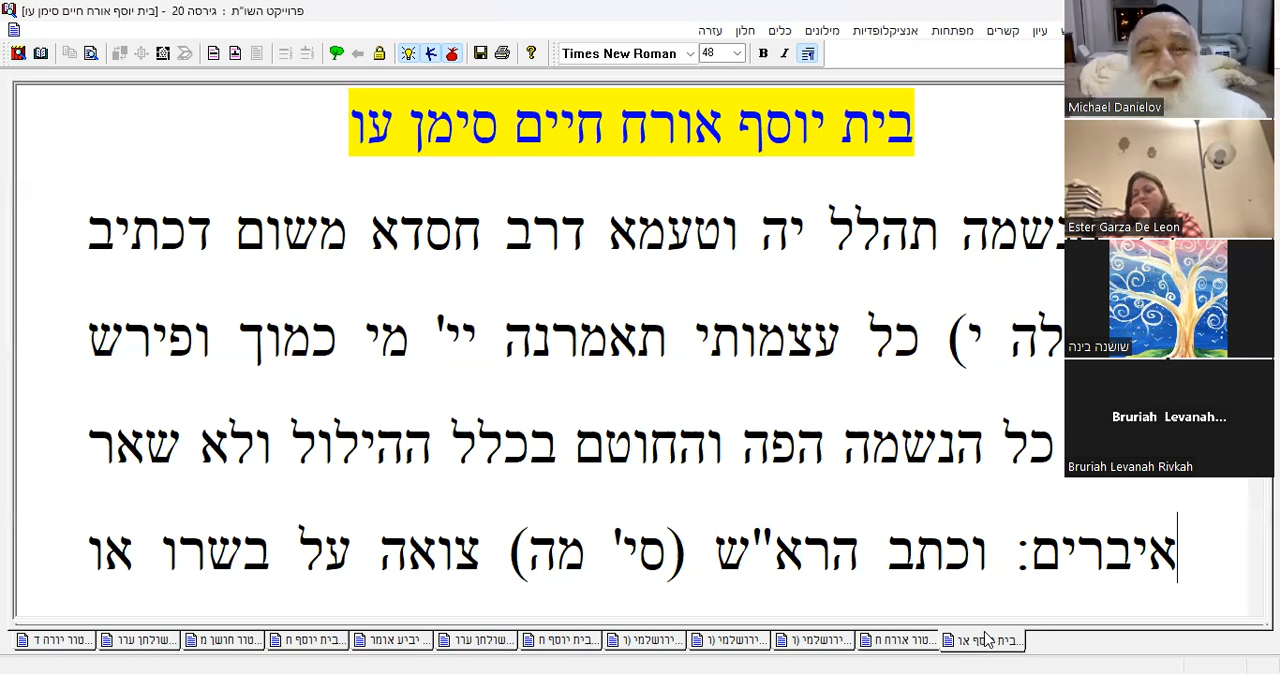 פרוייקט השו"ת : גירסה 20 - [בית יוסף אורח חיים סימן עו]
עיון קשרים מפתחות אנציקלופדיות מילונים כלים חלון עזרה
Times New Roman 48 B I
בית יוסף אורח חיים סימן עו
תהלל יה וטעמא דרב חסדא משום דכתיב
י) כל עצמותי תאמרנה יי' מי כמוך ופירש
כל הנשמה הפה והחוטם בכלל ההילול ולא שאר
איברים: וכתב הרא"ש (סי' מה) צואה על בשרו או
Michael Danielov
Ester Garza De Leon
שושנה בינה
Bruriah Levanah...
Bruriah Levanah Rivkah
בית יוסף או... טור אורח ח... ירושלמי (ו... ירושלמי (ו... ירושלמי (ו... בית יוסף ח... שולחן ערו... יביע אומר... בית יוסף ח... טור חושן מ... שולחן ערו... טור יורה ד...